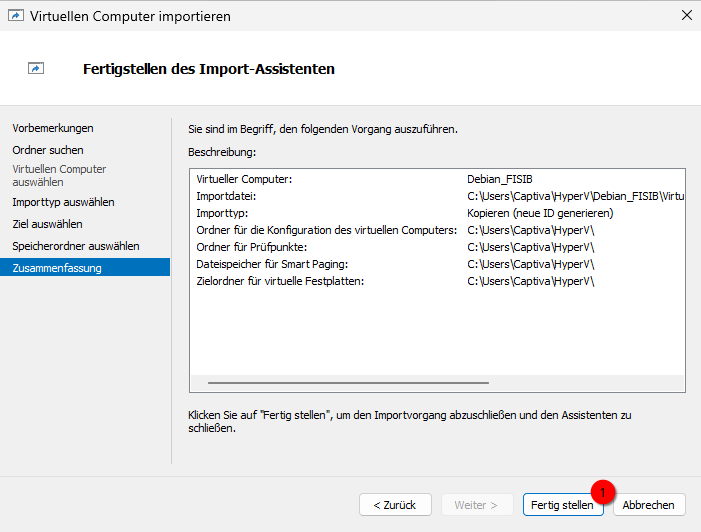 Virtuellen Computer importieren
Fertigstellen des Import-Assistenten
Vorbemerkungen
Ordner suchen
Virtuellen Computer
auswählen
Importtyp auswählen
Ziel auswählen
Speicherordner auswählen
Zusammenfassung
Sie sind im Begriff, den folgenden Vorgang auszuführen.
Beschreibung:
Virtueller Computer: Debian_FISIB
Importdatei: C:\Users\Captiva\HyperV\Debian_FISIB\Virtu
Importtyp: Kopieren (neue ID generieren)
Ordner für die Konfiguration des virtuellen Computers: C:\Users\Captiva\HyperV\
Ordner für Prüfpunkte: C:\Users\Captiva\HyperV\
Dateispeicher für Smart Paging: C:\Users\Captiva\HyperV\
Zielordner für virtuelle Festplatten: C:\Users\Captiva\HyperV\
Klicken Sie auf "Fertig stellen", um den Importvorgang abzuschließen und den Assistenten zu
schließen.
1
< Zurück Weiter > Fertig stellen Abbrechen